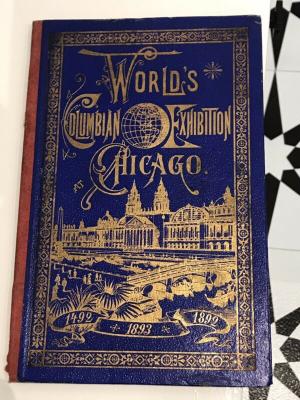 WORLD'S
COLUMBIAN EXHIBITION
AT CHICAGO.
1492 1893 1892